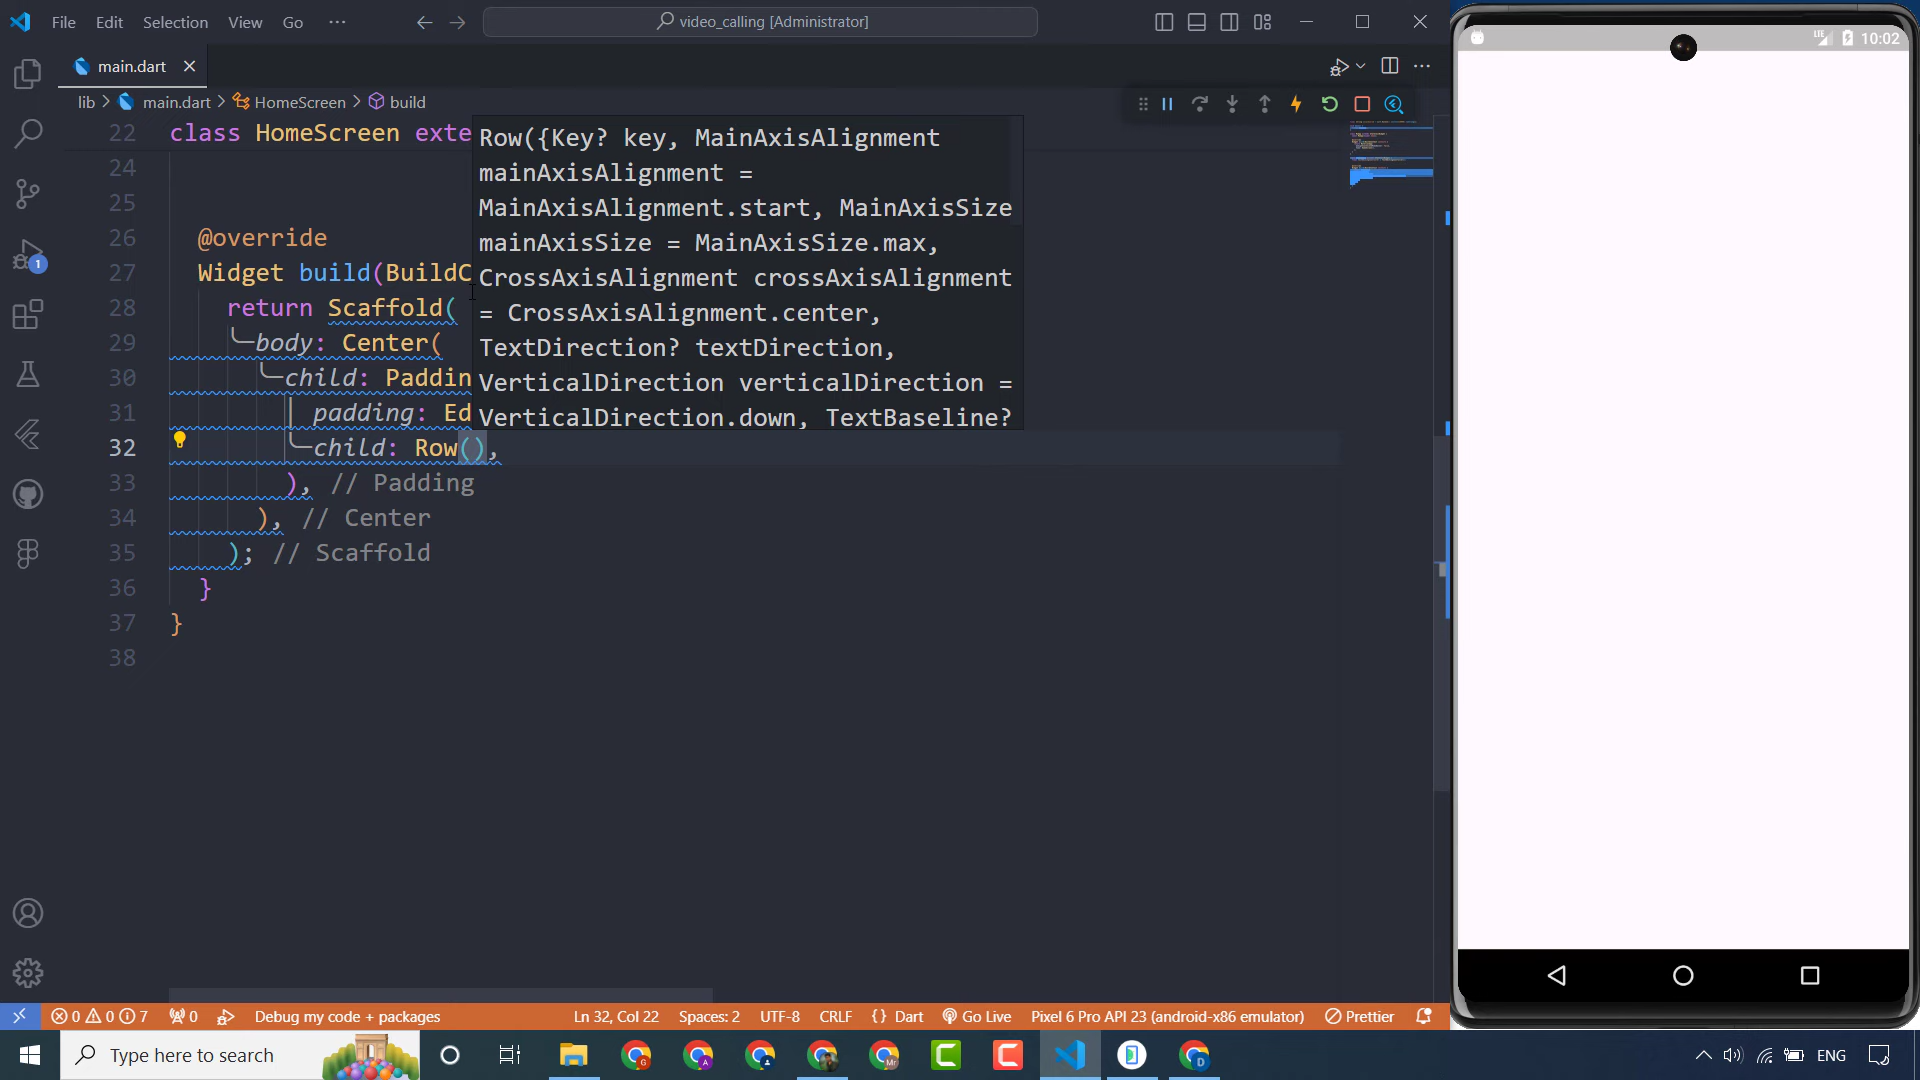 File Edit Selection View Go ···
video_calling [Administrator]
LTE 10:02
main.dart
lib > main.dart > HomeScreen > build
22 class HomeScreen exte
24
25
26 @override
27 Widget build(BuildC
28 return Scaffold(
29 body: Center(
30 child: Paddin
31 padding: Ed
32 child: Row(),
33 ), // Padding
34 ), // Center
35 ); // Scaffold
36 }
37 }
38
Row({Key? key, MainAxisAlignment
mainAxisAlignment =
MainAxisAlignment.start, MainAxisSize
mainAxisSize = MainAxisSize.max,
CrossAxisAlignment crossAxisAlignment
= CrossAxisAlignment.center,
TextDirection? textDirection,
VerticalDirection verticalDirection =
VerticalDirection.down, TextBaseline?
1
0 0 7 0 Debug my code + packages Ln 32, Col 22 Spaces: 2 UTF-8 CRLF {} Dart Go Live Pixel 6 Pro API 23 (android-x86 emulator) Prettier
Type here to search
G A Mr D
ENG